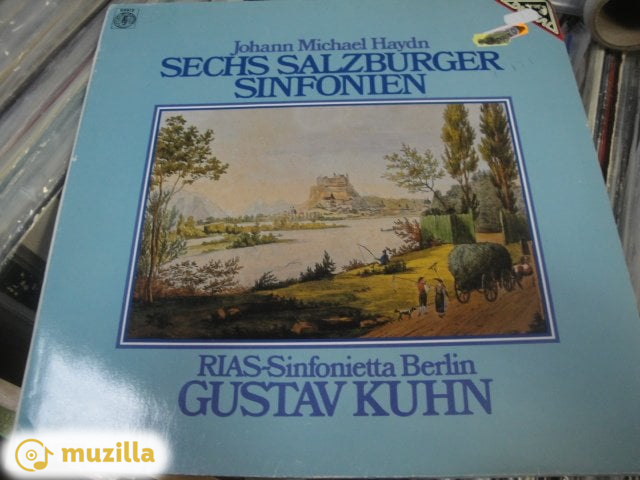 Johann Michael Haydn
SECHS SALZBURGER
SINFONIEN
RIAS-Sinfonietta Berlin
GUSTAV KUHN
muzilla